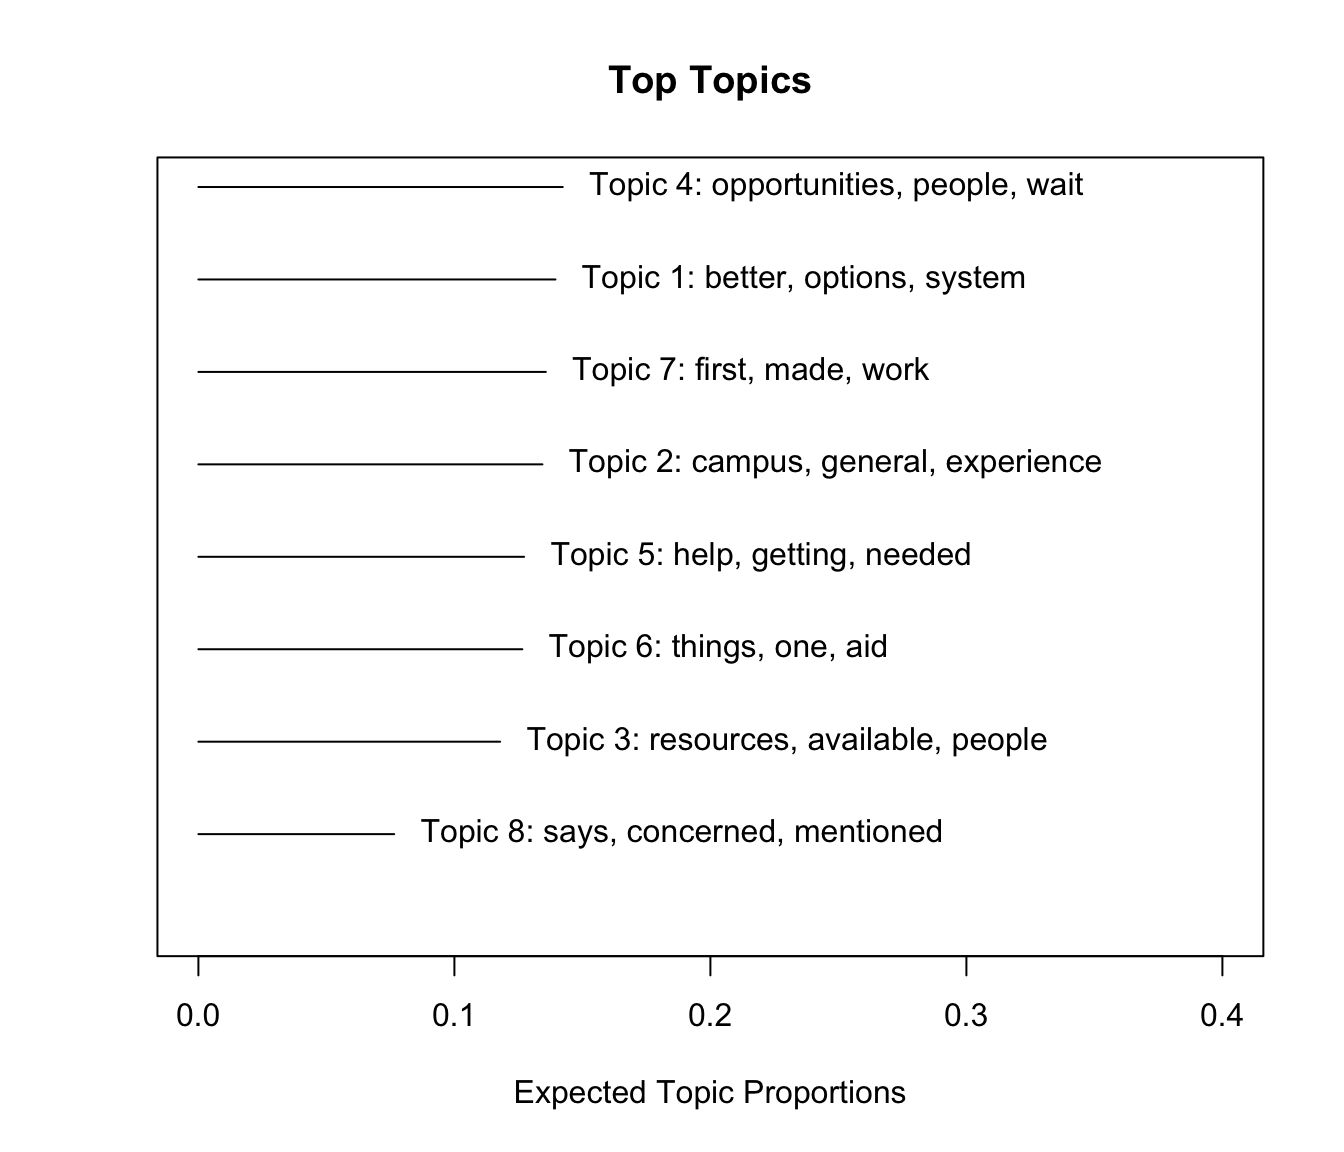 Top Topics
Topic 4: opportunities, people, wait
Topic 1: better, options, system
Topic 7: first, made, work
Topic 2: campus, general, experience
Topic 5: help, getting, needed
Topic 6: things, one, aid
Topic 3: resources, available, people
Topic 8: says, concerned, mentioned
0.0 0.1 0.2 0.3 0.4
Expected Topic Proportions